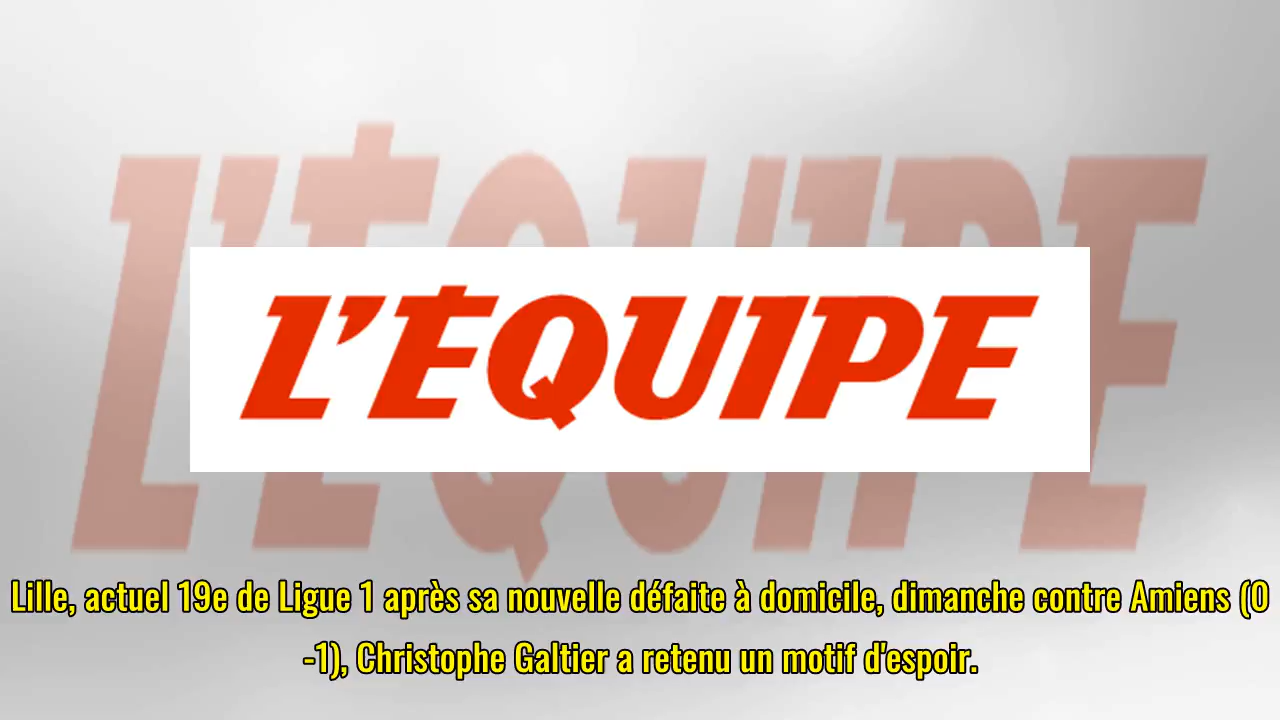 L'ÉQUIPE
L'ÉQUIPE
Lille, actuel 19e de Ligue 1 après sa nouvelle défaite à domicile, dimanche contre Amiens (0
-1), Christophe Galtier a retenu un motif d'espoir.